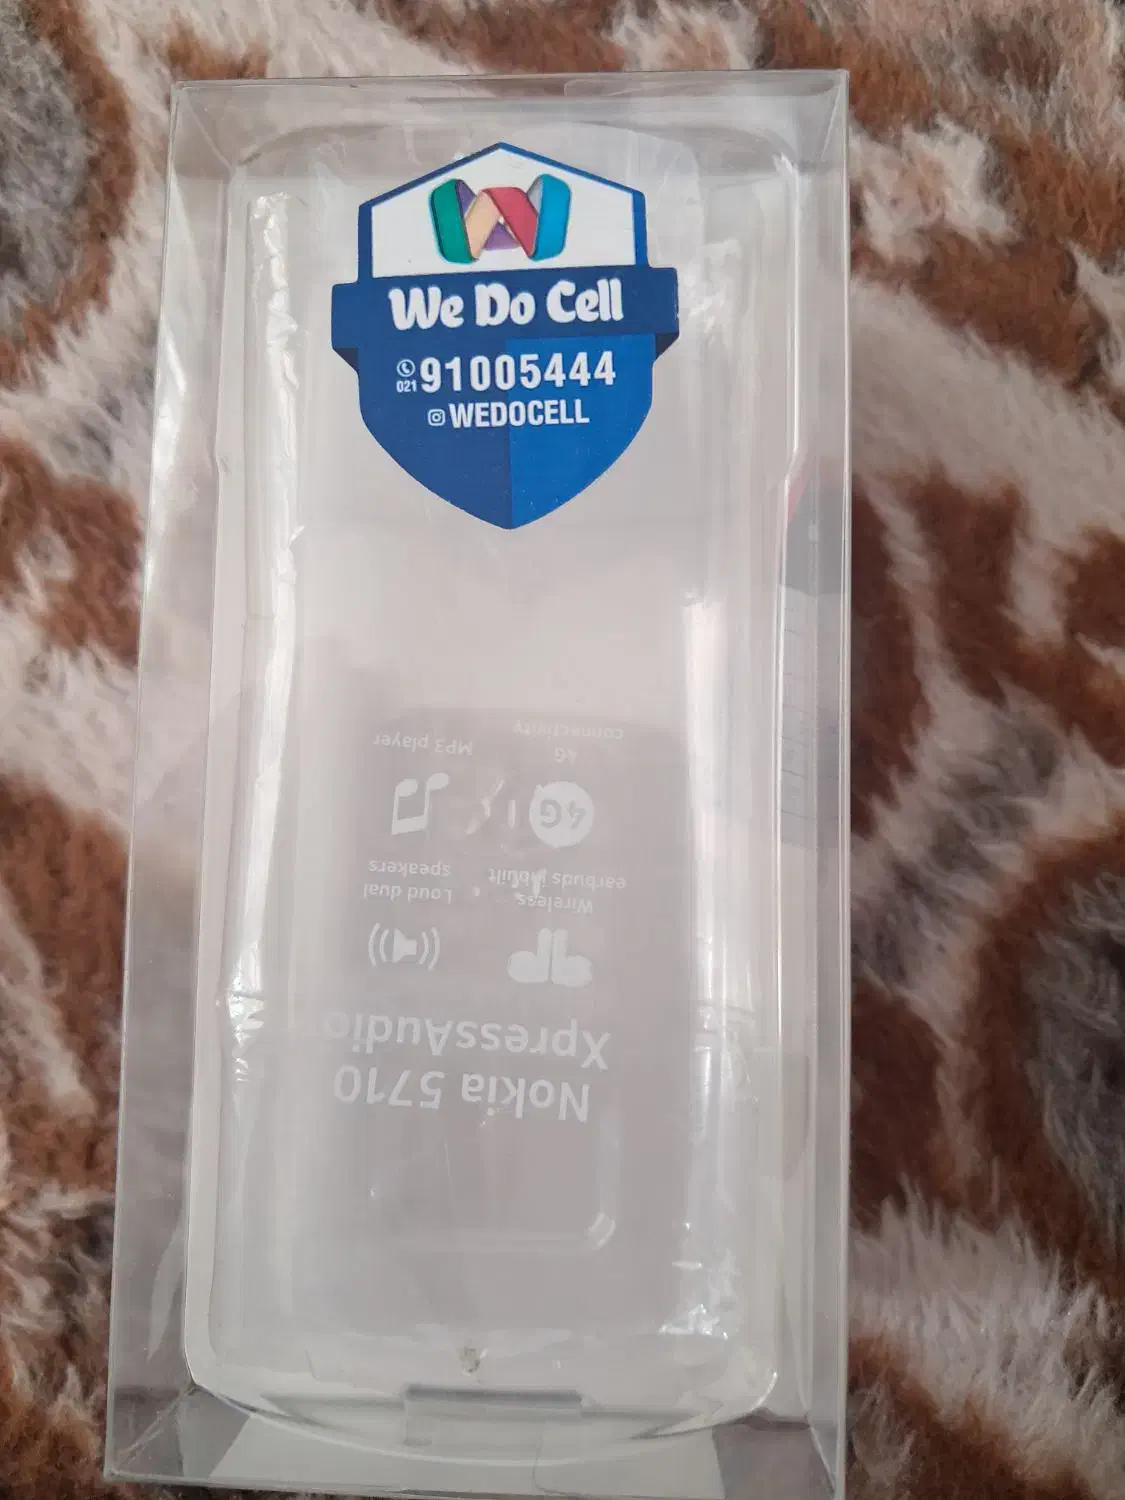 We Do Cell
021 91005444
WEDOCELL
Nokia 5710
XpressAudio
Wireless
earbuds inbuilt
Loud dual
speakers
4G
4G
connectivity
MP3 player